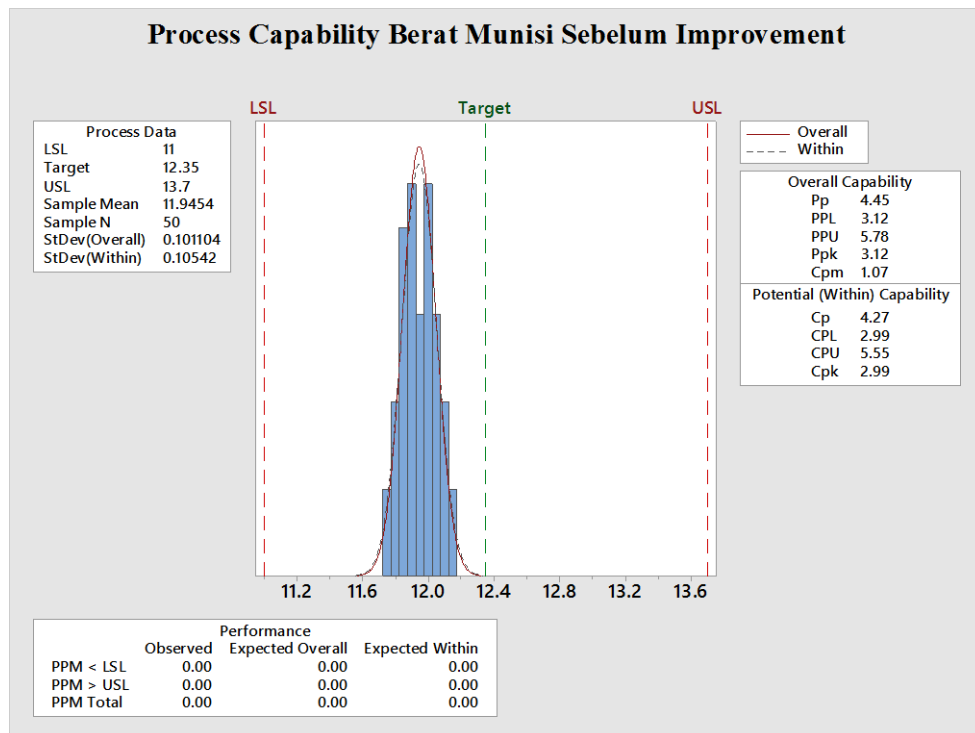 Process Capability Berat Munisi Sebelum Improvement
LSL Target USL
Process Data
LSL 11
Target 12.35
USL 13.7
Sample Mean 11.9454
Sample N 50
StDev(Overall) 0.101104
StDev(Within) 0.10542
Overall
Within
Overall Capability
Pp 4.45
PPL 3.12
PPU 5.78
Ppk 3.12
Cpm 1.07
Potential (Within) Capability
Cp 4.27
CPL 2.99
CPU 5.55
Cpk 2.99
11.2 11.6 12.0 12.4 12.8 13.2 13.6
Performance
Observed Expected Overall Expected Within
PPM < LSL 0.00 0.00 0.00
PPM > USL 0.00 0.00 0.00
PPM Total 0.00 0.00 0.00